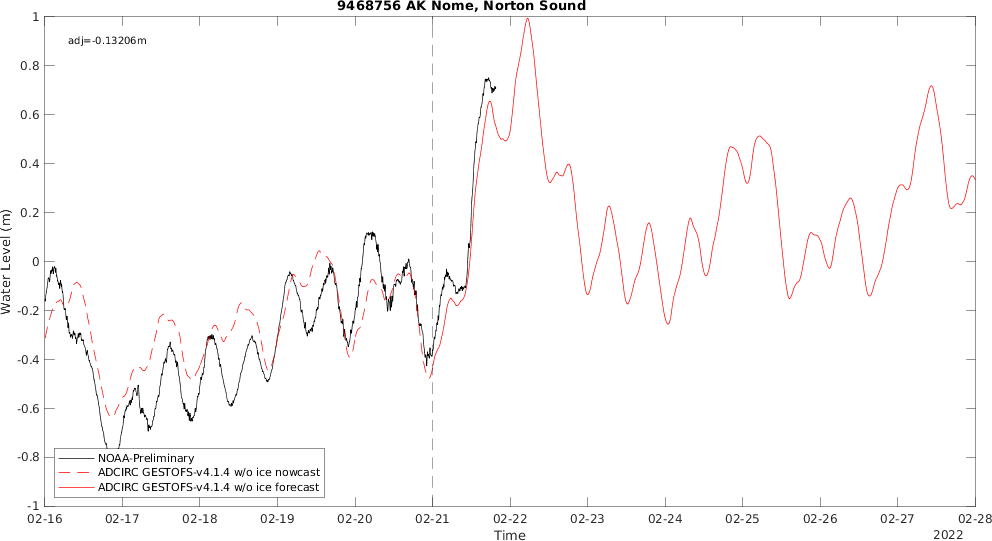 9468756 AK Nome, Norton Sound
adj=-0.13206m
Water Level (m)
1
0.8
0.6
0.4
0.2
0
-0.2
-0.4
-0.6
-0.8
-1
NOAA-Preliminary
ADCIRC GESTOFS-v4.1.4 w/o ice nowcast
ADCIRC GESTOFS-v4.1.4 w/o ice forecast
02-16 02-17 02-18 02-19 02-20 02-21 02-22 02-23 02-24 02-25 02-26 02-27 02-28
Time
2022